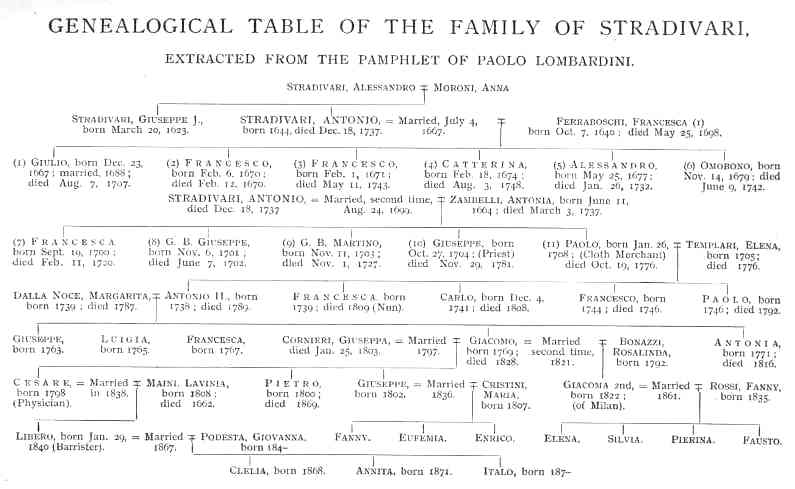 GENEALOGICAL TABLE OF THE FAMILY OF STRADIVARI,
EXTRACTED FROM THE PAMPHLET OF PAOLO LOMBARDINI.
STRADIVARI, ALESSANDRO = MORONI, ANNA
STRADIVARI, GIUSEPPE J., STRADIVARI, ANTONIO, = Married, July 4, FERRABOSCHI, FRANCESCA (1)
born March 20, 1623. born 1644, died Dec. 18, 1737. 1667. born Oct. 7, 1640; died May 25, 1698.
(1) GIULIO, born Dec. 23, (2) FRANCESCO, (3) FRANCESCO, (4) CATTERINA, (5) ALESSANDRO, (6) OMOBONO, born
1667; married, 1688; born Feb. 6, 1670; born Feb. 1, 1671; born Feb. 18, 1674; born May 25, 1677; Nov. 14, 1679; died
died Aug. 7, 1707. died Feb. 12, 1670. died May 11, 1743. died Aug. 3, 1748. died Jan. 26, 1732. June 9, 1742.
STRADIVARI, ANTONIO, = Married, second time, = ZAMBELLI, ANTONIA, born June 11,
died Dec. 18, 1737 Aug. 24, 1699. 1664; died March 3, 1737.
(7) FRANCESCA (8) G. B. GIUSEPPE, (9) G. B. MARTINO, (10) GIUSEPPE, born (11) PAOLO, born Jan. 26, = TEMPLARI, ELENA,
born Sept. 19, 1700; born Nov. 6, 1701; born Nov. 11, 1703; Oct. 27, 1704; (Priest) 1708; (Cloth Merchant) born 1705;
died Feb. 11, 1720. died June 7, 1702. died Nov. 1, 1727. died Nov. 29, 1781. died Oct. 19, 1776. died 1776.
DALLA NOCE, MARGARITA, = ANTONIO II., born FRANCESCA, born CARLO, born Dec. 4, FRANCESCO, born PAOLO, born
born 1739; died 1787. 1738; died 1789. 1739; died 1809 (Nun). 1741; died 1808. 1744; died 1746. 1746; died 1792.
GIUSEPPE, LUIGIA, FRANCESCA, CORNIERI, GIUSEPPA, = Married = GIACOMO, = Married = BONAZZI, ANTONIA,
born 1763. born 1765. born 1767. died Jan. 25, 1803. 1797. born 1769; second time, ROSALINDA, born 1771;
died 1828. 1821. born 1792. died 1816.
CESARE, = Married = MAINI, LAVINIA, PIETRO, GIUSEPPE, = Married = CRISTINI, GIACOMA 2nd, = Married = ROSSI, FANNY,
born 1798 in 1838. born 1808; born 1800; born 1802. 1836. MARIA, born 1822; 1861. born 1835.
(Physician). died 1662. died 1869. born 1807. (of Milan).
LIBERO, born Jan. 29, = Married = PODESTA, GIOVANNA, FANNY. EUFEMIA. ENRICO. ELENA. SILVIA. PIERINA. FAUSTO.
1840 (Barrister). 1867. born 184–
CLELIA, born 1868. ANNITA, born 1871. ITALO, born 187–